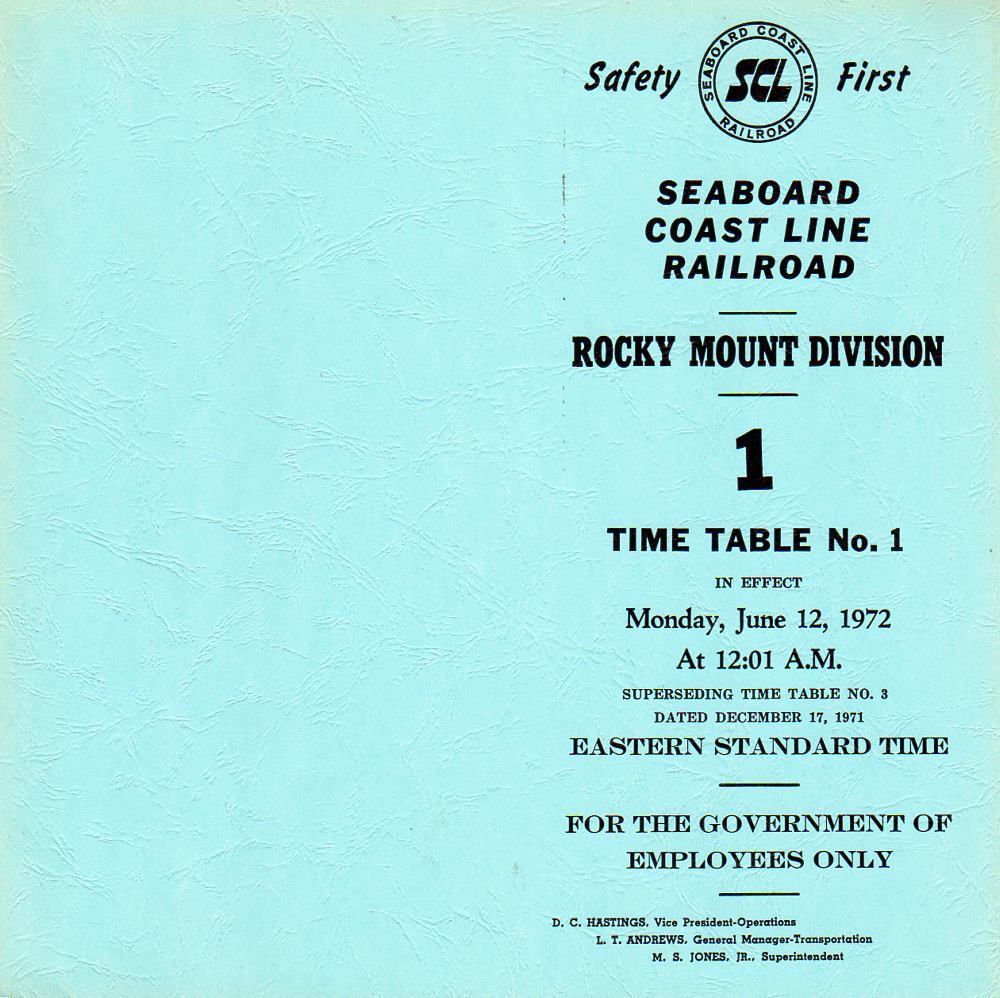 Safety First
SEABOARD COAST LINE
SCL
RAILROAD
SEABOARD
COAST LINE
RAILROAD
ROCKY MOUNT DIVISION
1
TIME TABLE No. 1
IN EFFECT
Monday, June 12, 1972
At 12:01 A.M.
SUPERSEDING TIME TABLE NO. 3
DATED DECEMBER 17, 1971
EASTERN STANDARD TIME
FOR THE GOVERNMENT OF
EMPLOYEES ONLY
D. C. HASTINGS, Vice President-Operations
L. T. ANDREWS, General Manager-Transportation
M. S. JONES, JR., Superintendent